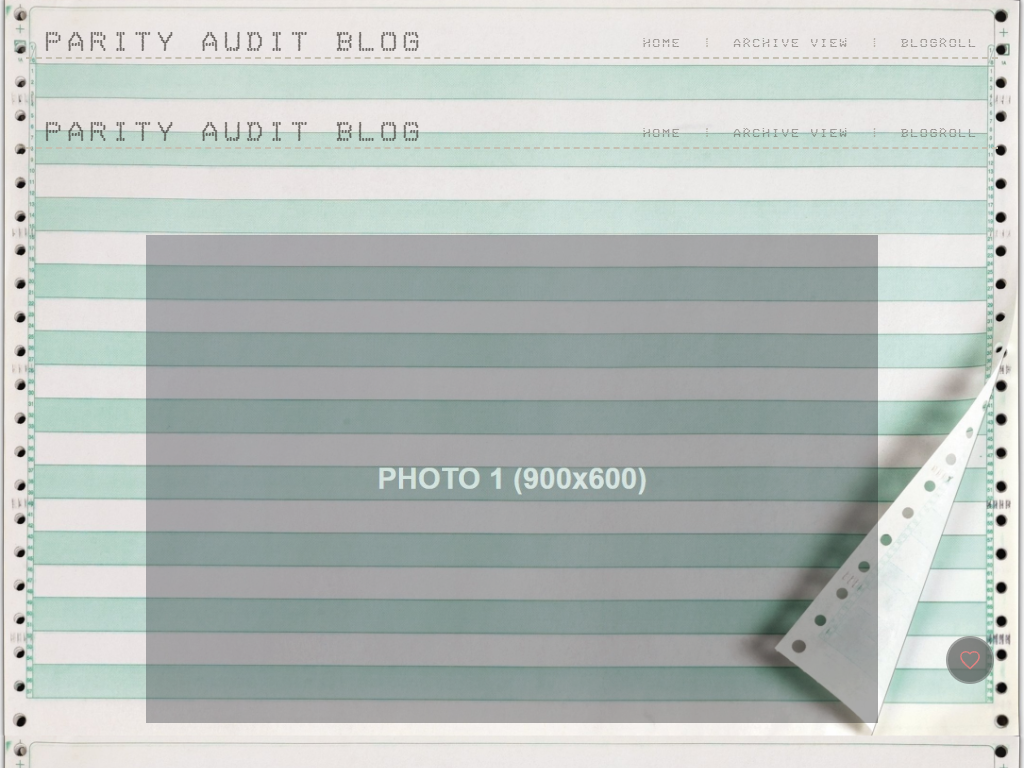 PARITY AUDIT BLOG
HOME ⁝ ARCHIVE VIEW ⁝ BLOGROLL
PARITY AUDIT BLOG
HOME ⁝ ARCHIVE VIEW ⁝ BLOGROLL
PHOTO 1 (900x600)